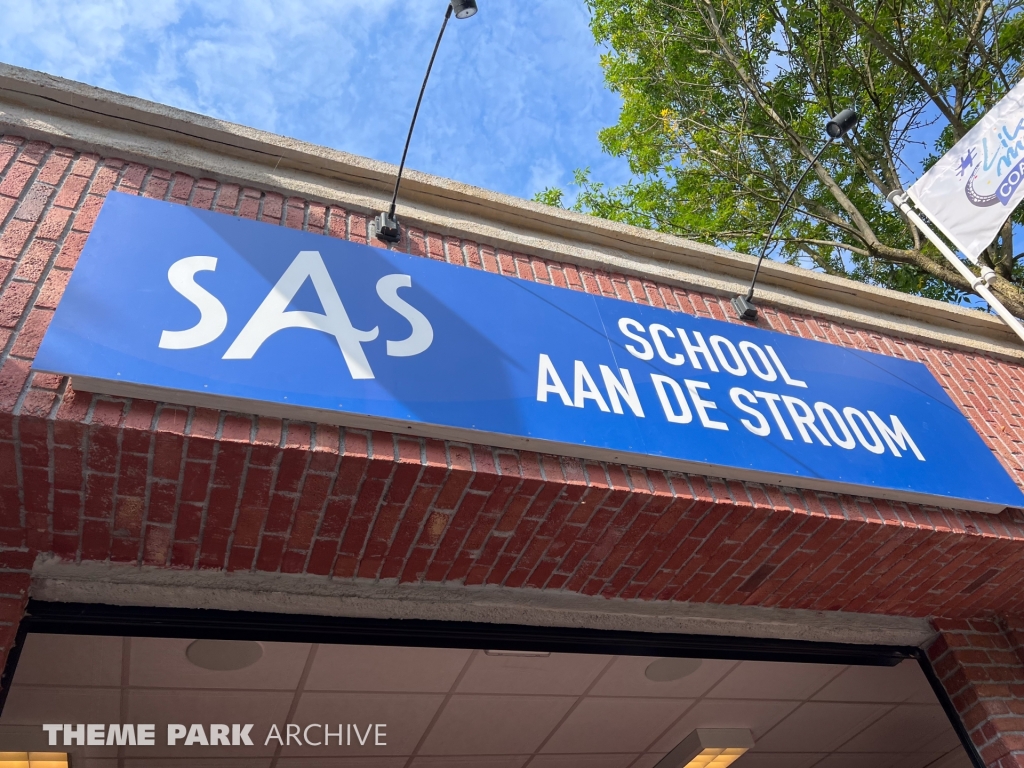 SAS
SCHOOL
AAN DE STROOM
THEME PARK ARCHIVE